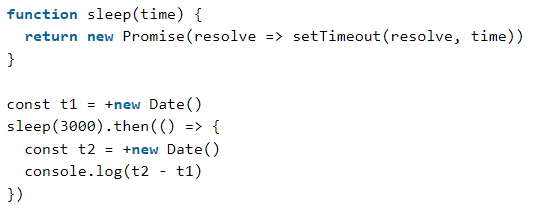 function sleep(time) {
  return new Promise(resolve => setTimeout(resolve, time))
}

const t1 = +new Date()
sleep(3000).then(() => {
  const t2 = +new Date()
  console.log(t2 - t1)
})